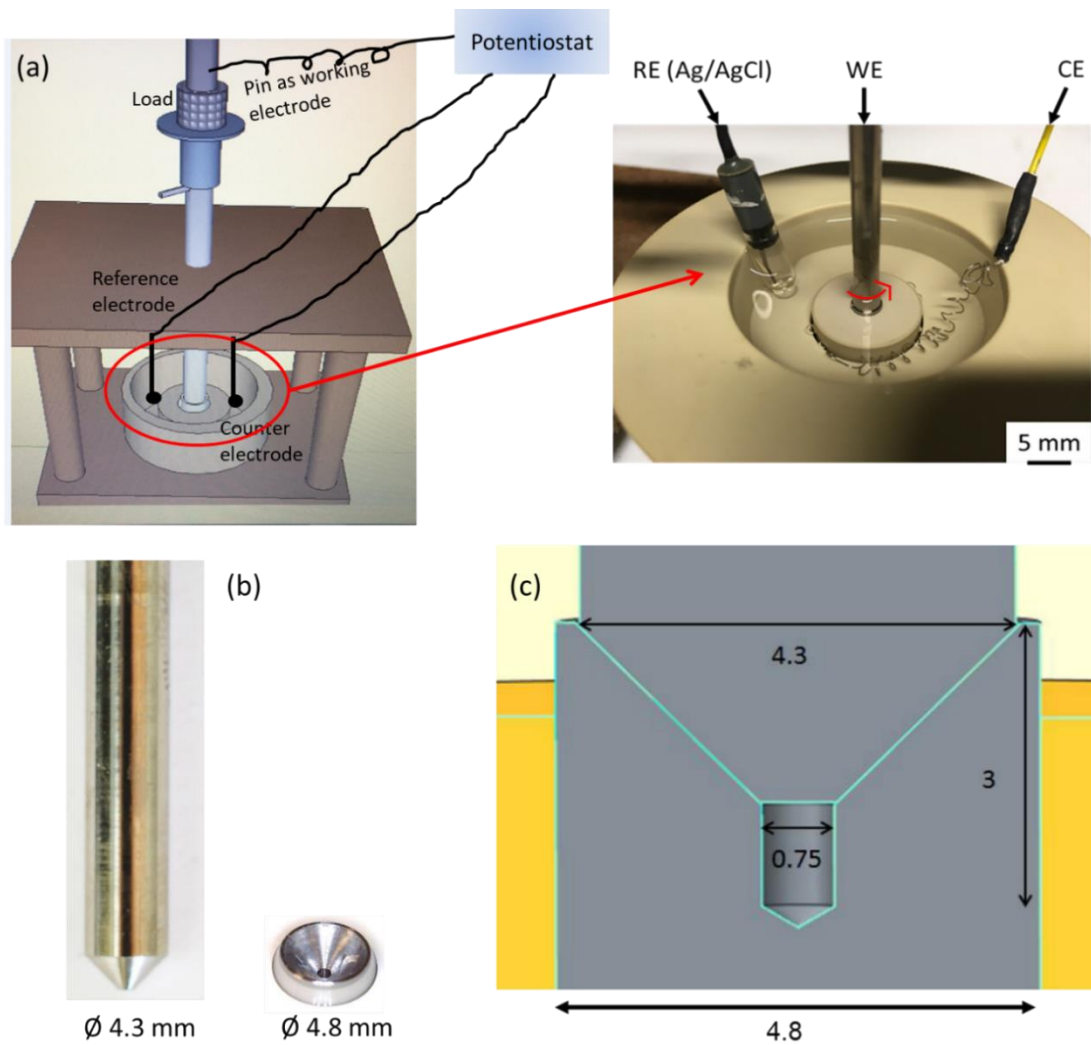 (a)
Potentiostat
Pin as working
electrode
Load
Reference
electrode
Counter
electrode
RE (Ag/AgCl)
WE
CE
5 mm
(b)
Ø 4.3 mm
Ø 4.8 mm
(c)
4.3
3
0.75
4.8